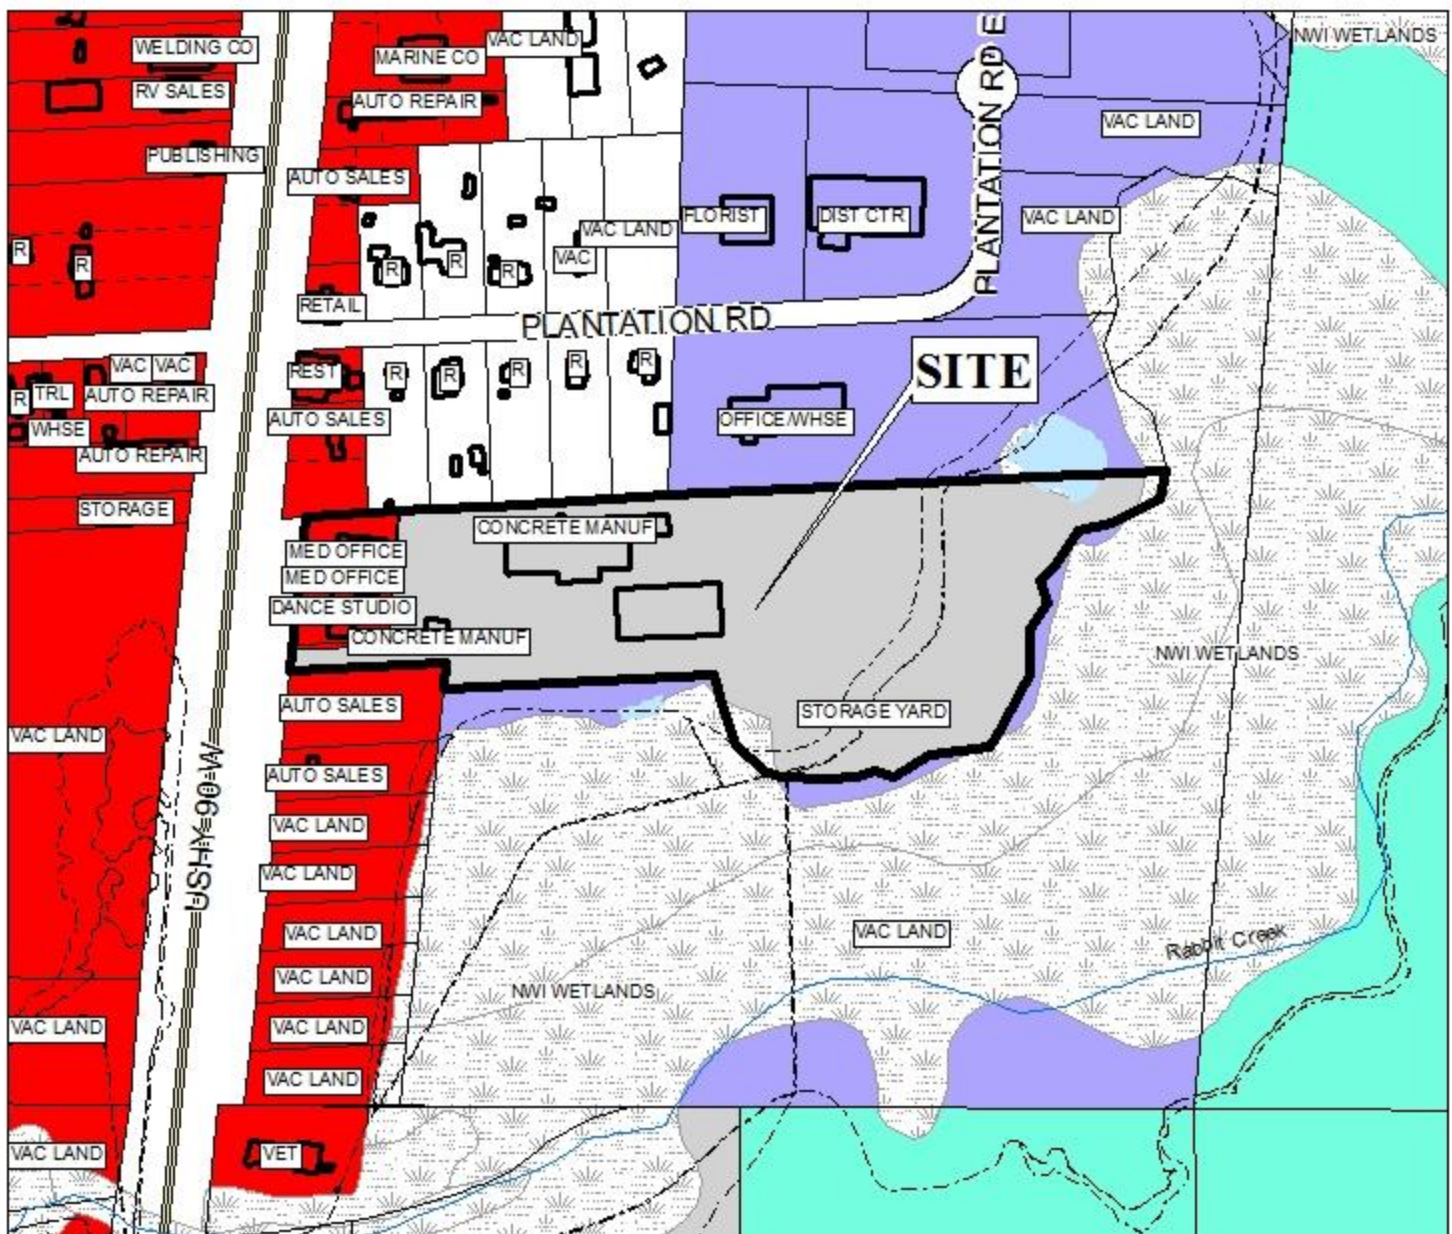 VAC LAND
NWI WETLANDS
WELDING CO
MARINE CO
RV SALES
AUTO REPAIR
PLANTATION RD E
VAC LAND
PUBLISHING
AUTO SALES
FLORIST
DIST CTR
VAC LAND
VAC LAND
R
R
R
R
R
VAC
RETAIL
PLANTATION RD
VAC
VAC
REST
R
R
R
R
R
SITE
R
TRL
AUTO REPAIR
WHSE
AUTO SALES
OFFICE/WHSE
AUTO REPAIR
STORAGE
CONCRETE MANUF
MED OFFICE
MED OFFICE
DANCE STUDIO
CONCRETE MANUF
NWI WETLANDS
AUTO SALES
STORAGE YARD
VAC LAND
AUTO SALES
USHY 90 W
VAC LAND
VAC LAND
VAC LAND
VAC LAND
Rabbit Creek
VAC LAND
NWI WETLANDS
VAC LAND
VAC LAND
VAC LAND
VAC LAND
VET